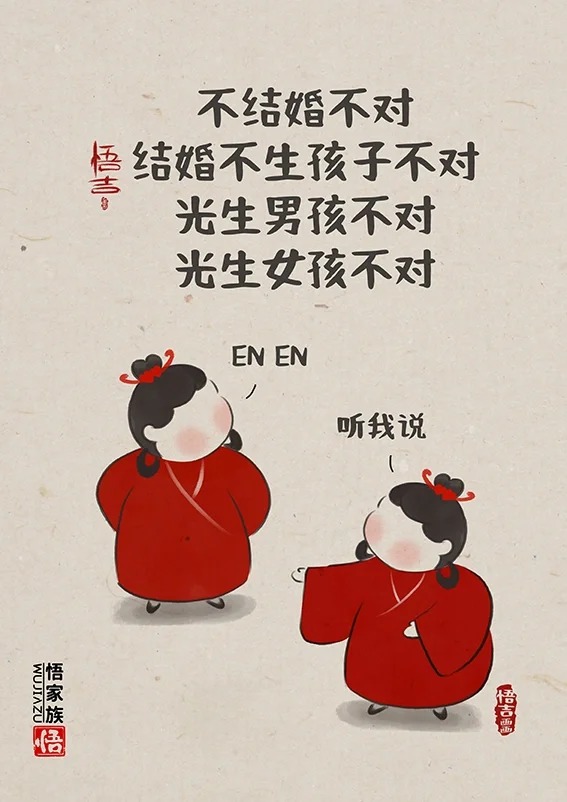 不结婚不对
结婚不生孩子不对
光生男孩不对
光生女孩不对
悟吉
EN EN
听我说
悟家族
WUJIAZU
悟
悟吉画